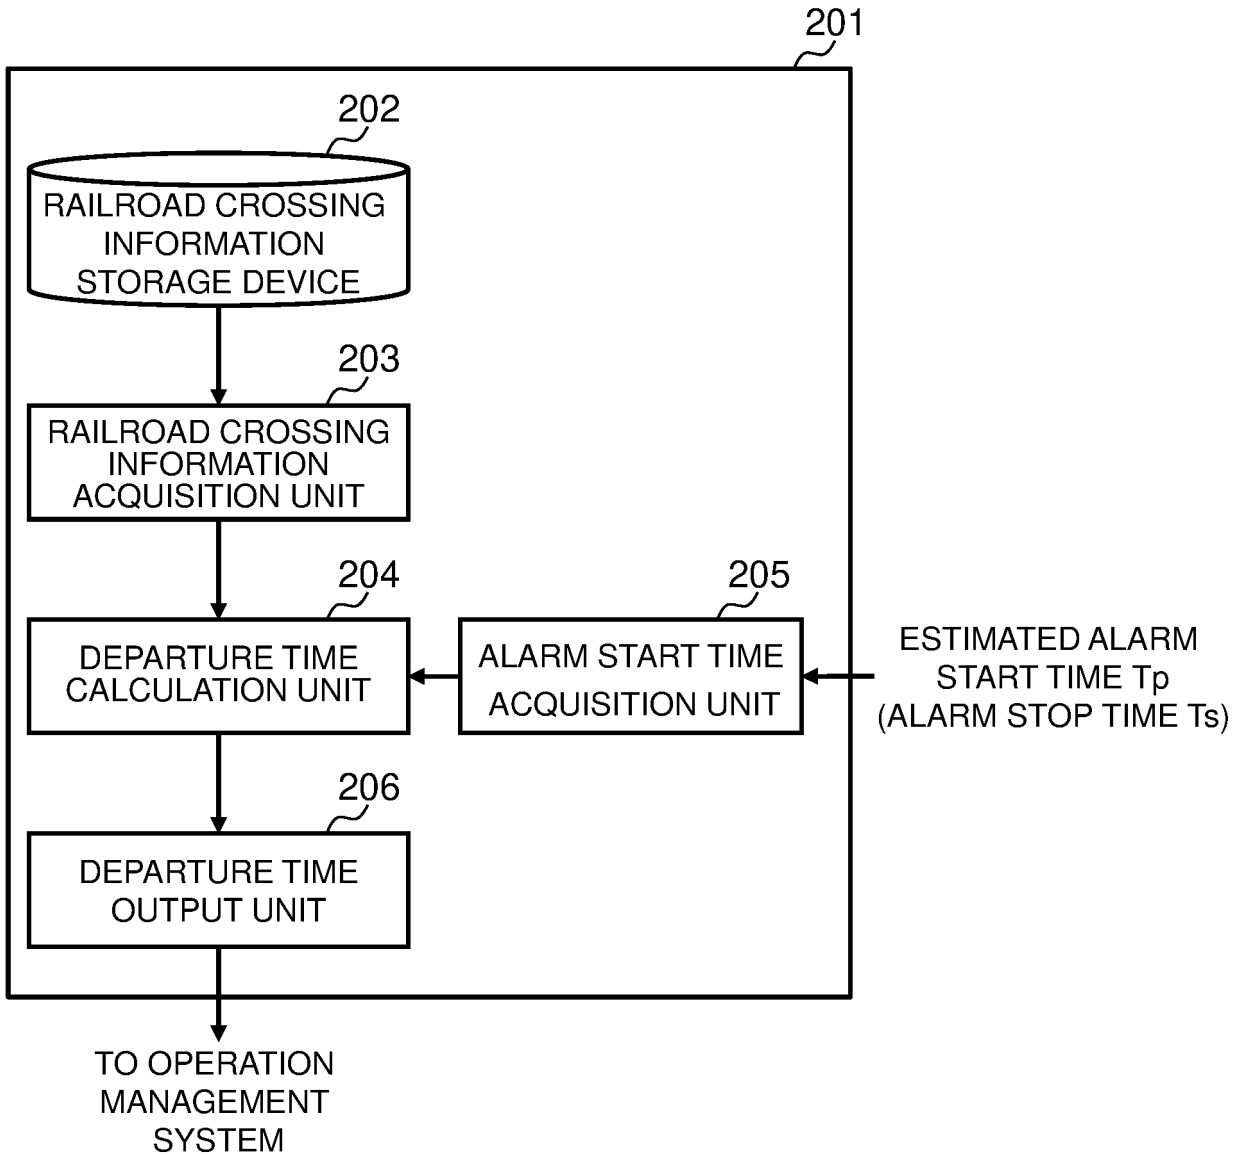 201
202
RAILROAD CROSSING
INFORMATION
STORAGE DEVICE
203
RAILROAD CROSSING
INFORMATION
ACQUISITION UNIT
204
DEPARTURE TIME
CALCULATION UNIT
205
ALARM START TIME
ACQUISITION UNIT
ESTIMATED ALARM
START TIME Tp
(ALARM STOP TIME Ts)
206
DEPARTURE TIME
OUTPUT UNIT
TO OPERATION
MANAGEMENT
SYSTEM